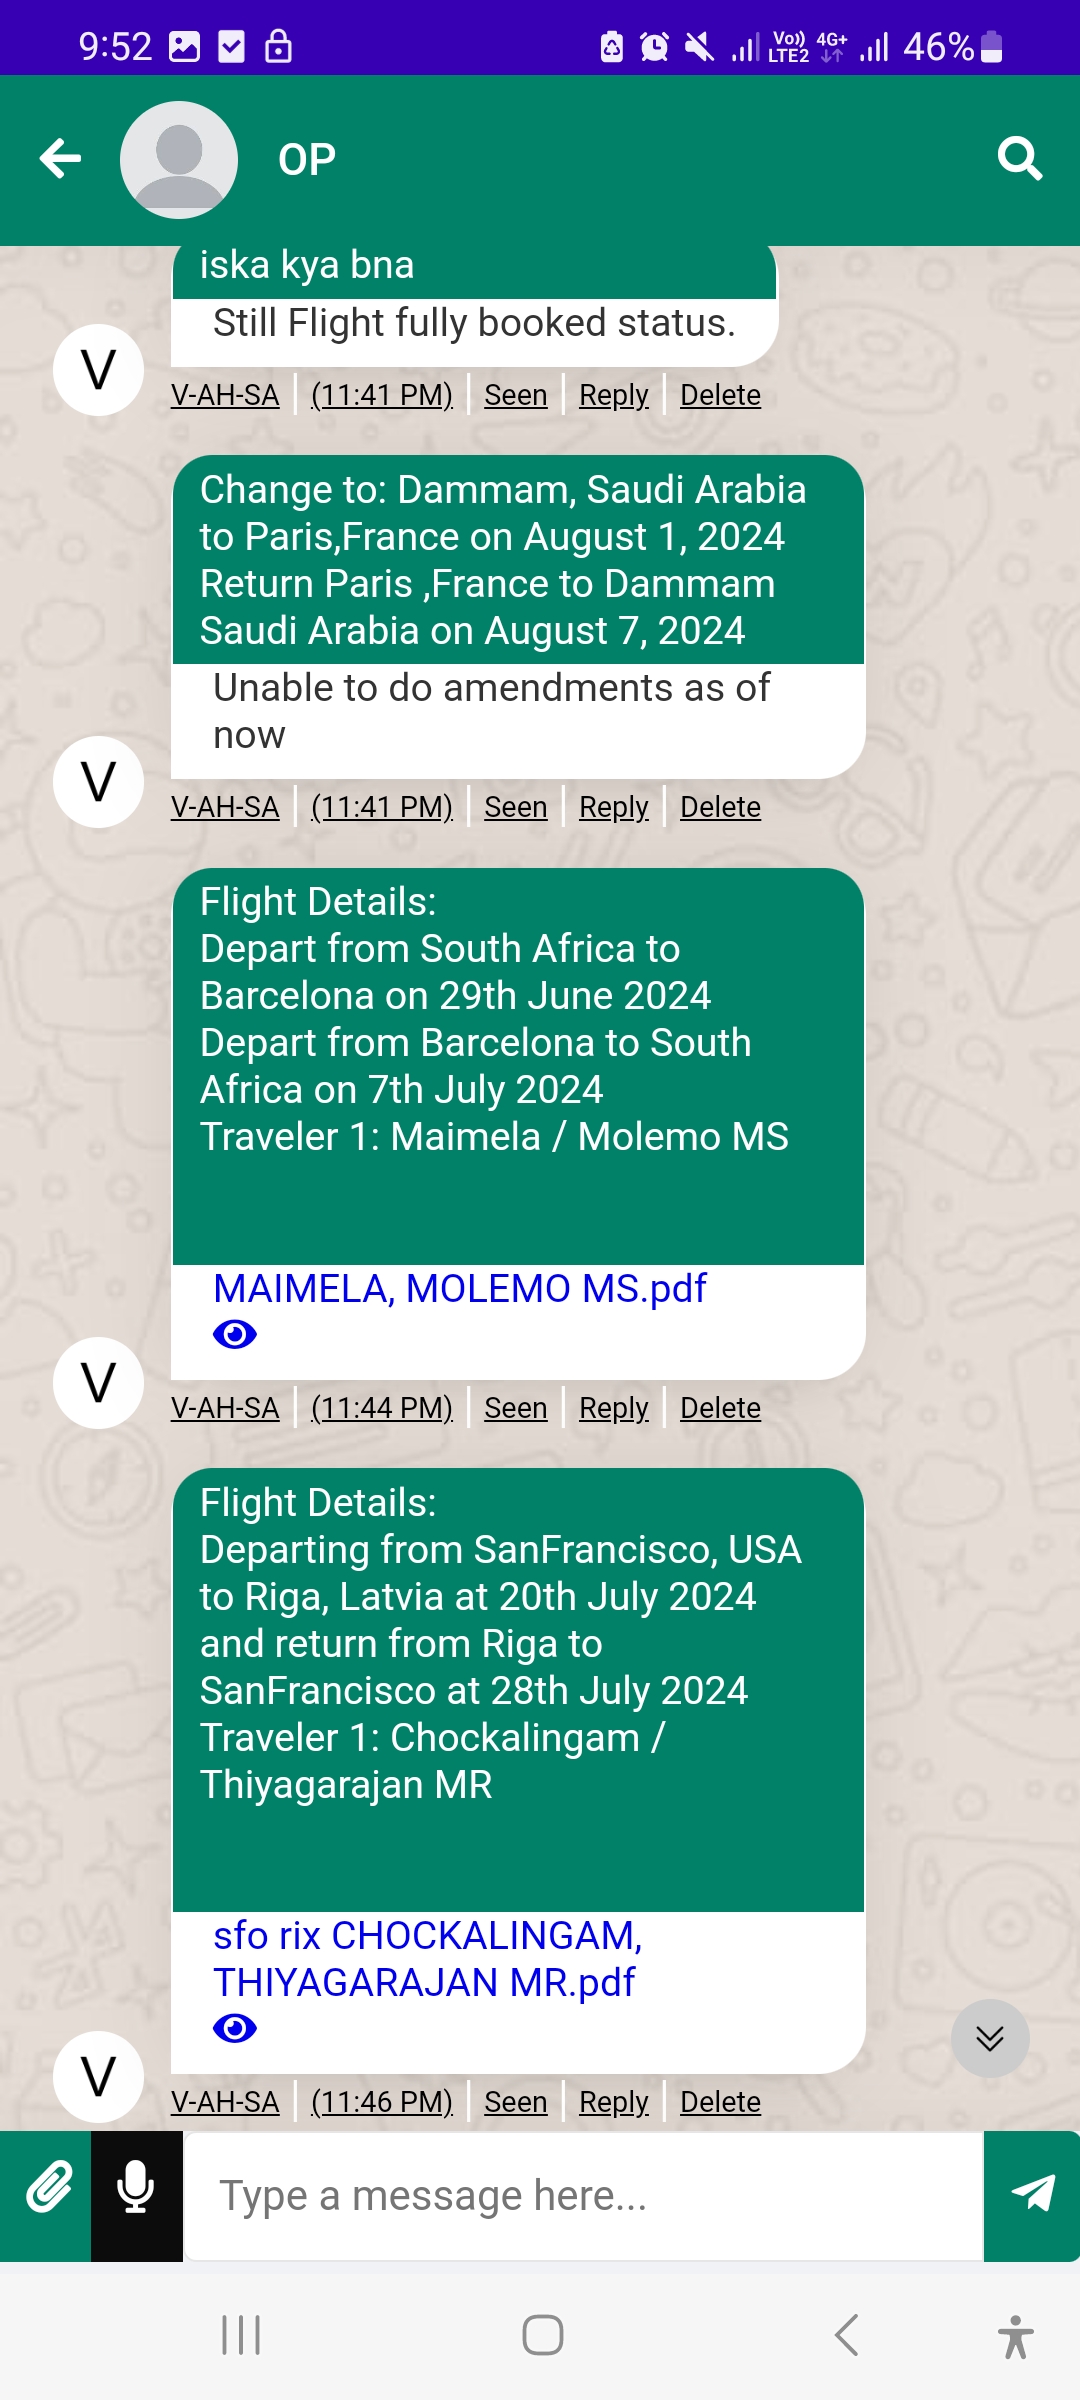 9:52 Vo)) LTE2 4G+ 46%
OP
iska kya bna
Still Flight fully booked status.
V
V-AH-SA (11:41 PM) Seen Reply Delete
Change to: Dammam, Saudi Arabia
to Paris,France on August 1, 2024
Return Paris ,France to Dammam
Saudi Arabia on August 7, 2024
Unable to do amendments as of
now
V
V-AH-SA (11:41 PM) Seen Reply Delete
Flight Details:
Depart from South Africa to
Barcelona on 29th June 2024
Depart from Barcelona to South
Africa on 7th July 2024
Traveler 1: Maimela / Molemo MS
MAIMELA, MOLEMO MS.pdf
V
V-AH-SA (11:44 PM) Seen Reply Delete
Flight Details:
Departing from SanFrancisco, USA
to Riga, Latvia at 20th July 2024
and return from Riga to
SanFrancisco at 28th July 2024
Traveler 1: Chockalingam /
Thiyagarajan MR
sfo rix CHOCKALINGAM,
THIYAGARAJAN MR.pdf
V
V-AH-SA (11:46 PM) Seen Reply Delete
Type a message here...